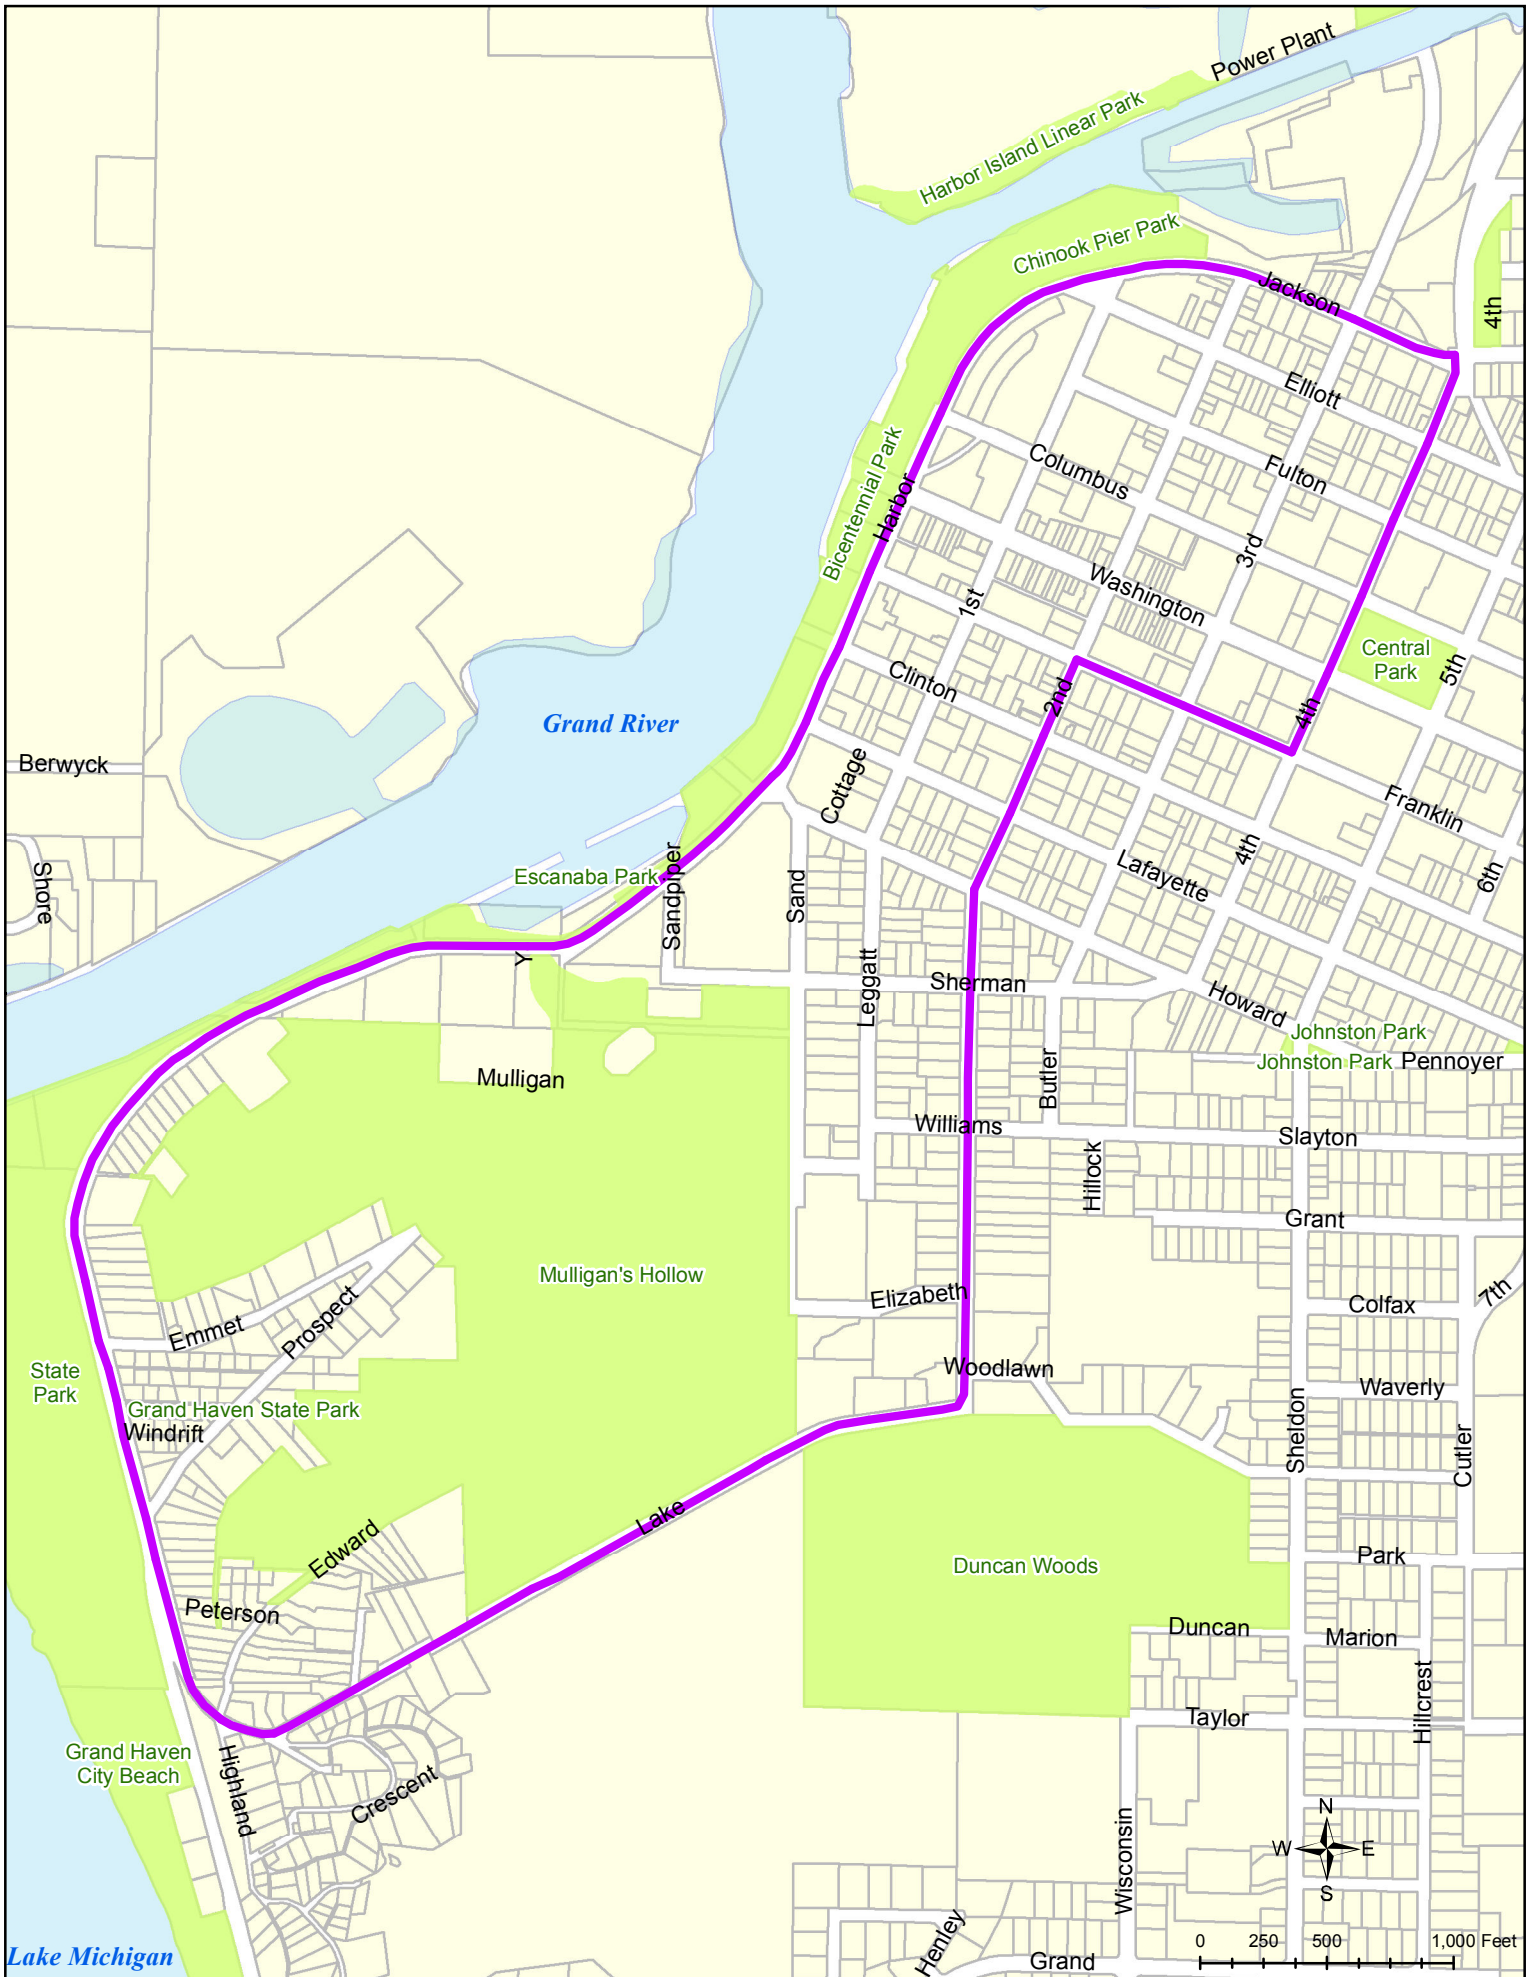 Power Plant
Harbor Island Linear Park
Chinook Pier Park
Jackson
4th
Elliott
Bicentennial Park
Harbor
Columbus
Fulton
3rd
Washington
1st
Central
Park
5th
Clinton
2nd
4th
Grand River
Berwyck
Cottage
Franklin
Shore
Escanaba Park
Sandpiper
Sand
Lafayette
4th
6th
Y
Leggatt
Sherman
Howard
Johnston Park
Johnston Park
Pennoyer
Mulligan
Butler
Williams
Slayton
Hillock
Grant
Mulligan's Hollow
Elizabeth
7th
Colfax
Emmet
Prospect
State
Park
Woodlawn
Waverly
Grand Haven State Park
Windrift
Sheldon
Cutler
Lake
Edward
Park
Duncan Woods
Peterson
Duncan
Marion
Hillcrest
Taylor
Grand Haven
City Beach
Highland
Crescent
N
W E
S
Wisconsin
Henley
Lake Michigan
Grand
0 250 500 1,000 Feet